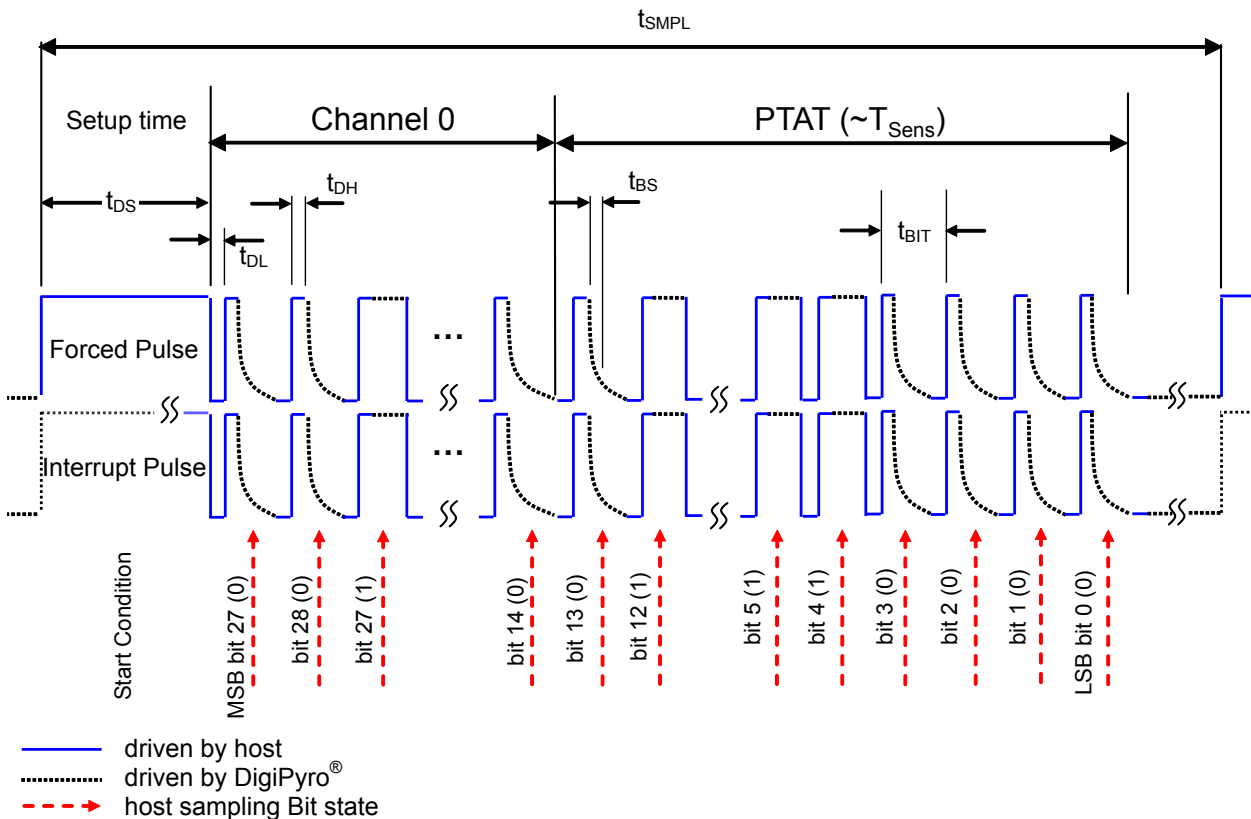 tSMPL
Setup time
Channel 0
PTAT (~TSens)
tDS
tDH
tBS
tBIT
tDL
Forced Pulse
...
Interrupt Pulse
...
Start Condition
MSB bit 27 (0)
bit 28 (0)
bit 27 (1)
bit 14 (0)
bit 13 (0)
bit 12 (1)
bit 5 (1)
bit 4 (1)
bit 3 (0)
bit 2 (0)
bit 1 (0)
LSB bit 0 (0)
driven by host
driven by DigiPyro®
host sampling Bit state